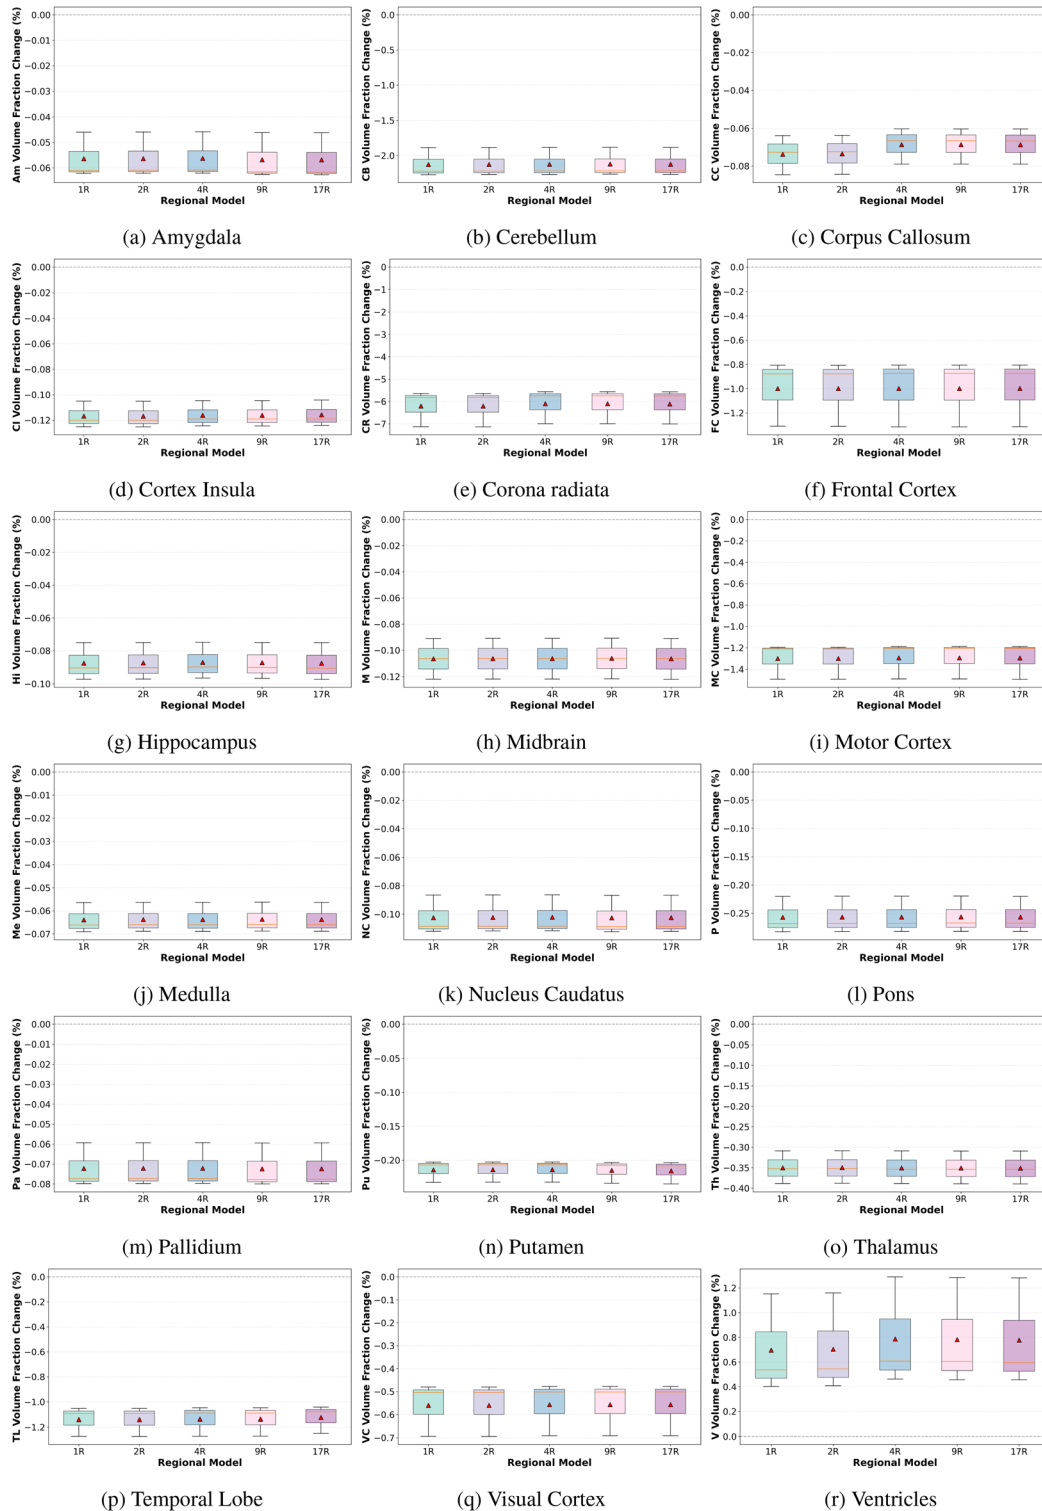 Am Volume Fraction Change (%)
0.00
−0.01
−0.02
−0.03
−0.04
−0.05
−0.06
1R 2R 4R 9R 17R
Regional Model
(a) Amygdala
CB Volume Fraction Change (%)
0.0
−0.5
−1.0
−1.5
−2.0
1R 2R 4R 9R 17R
Regional Model
(b) Cerebellum
CC Volume Fraction Change (%)
0.00
−0.02
−0.04
−0.06
−0.08
1R 2R 4R 9R 17R
Regional Model
(c) Corpus Callosum
CI Volume Fraction Change (%)
0.00
−0.02
−0.04
−0.06
−0.08
−0.10
−0.12
1R 2R 4R 9R 17R
Regional Model
(d) Cortex Insula
CR Volume Fraction Change (%)
0
−1
−2
−3
−4
−5
−6
−7
1R 2R 4R 9R 17R
Regional Model
(e) Corona radiata
FC Volume Fraction Change (%)
0.0
−0.2
−0.4
−0.6
−0.8
−1.0
−1.2
1R 2R 4R 9R 17R
Regional Model
(f) Frontal Cortex
Hi Volume Fraction Change (%)
0.00
−0.02
−0.04
−0.06
−0.08
−0.10
1R 2R 4R 9R 17R
Regional Model
(g) Hippocampus
M Volume Fraction Change (%)
0.00
−0.02
−0.04
−0.06
−0.08
−0.10
−0.12
1R 2R 4R 9R 17R
Regional Model
(h) Midbrain
MC Volume Fraction Change (%)
0.0
−0.2
−0.4
−0.6
−0.8
−1.0
−1.2
−1.4
1R 2R 4R 9R 17R
Regional Model
(i) Motor Cortex
Me Volume Fraction Change (%)
0.00
−0.01
−0.02
−0.03
−0.04
−0.05
−0.06
−0.07
1R 2R 4R 9R 17R
Regional Model
(j) Medulla
NC Volume Fraction Change (%)
0.00
−0.02
−0.04
−0.06
−0.08
−0.10
1R 2R 4R 9R 17R
Regional Model
(k) Nucleus Caudatus
P Volume Fraction Change (%)
0.00
−0.05
−0.10
−0.15
−0.20
−0.25
1R 2R 4R 9R 17R
Regional Model
(l) Pons
Pa Volume Fraction Change (%)
0.00
−0.01
−0.02
−0.03
−0.04
−0.05
−0.06
−0.07
−0.08
1R 2R 4R 9R 17R
Regional Model
(m) Pallidium
Pu Volume Fraction Change (%)
0.00
−0.05
−0.10
−0.15
−0.20
1R 2R 4R 9R 17R
Regional Model
(n) Putamen
Th Volume Fraction Change (%)
0.00
−0.05
−0.10
−0.15
−0.20
−0.25
−0.30
−0.35
−0.40
1R 2R 4R 9R 17R
Regional Model
(o) Thalamus
TL Volume Fraction Change (%)
0.0
−0.2
−0.4
−0.6
−0.8
−1.0
−1.2
1R 2R 4R 9R 17R
Regional Model
(p) Temporal Lobe
VC Volume Fraction Change (%)
0.0
−0.1
−0.2
−0.3
−0.4
−0.5
−0.6
−0.7
1R 2R 4R 9R 17R
Regional Model
(q) Visual Cortex
V Volume Fraction Change (%)
1.2
1.0
0.8
0.6
0.4
0.2
0.0
1R 2R 4R 9R 17R
Regional Model
(r) Ventricles